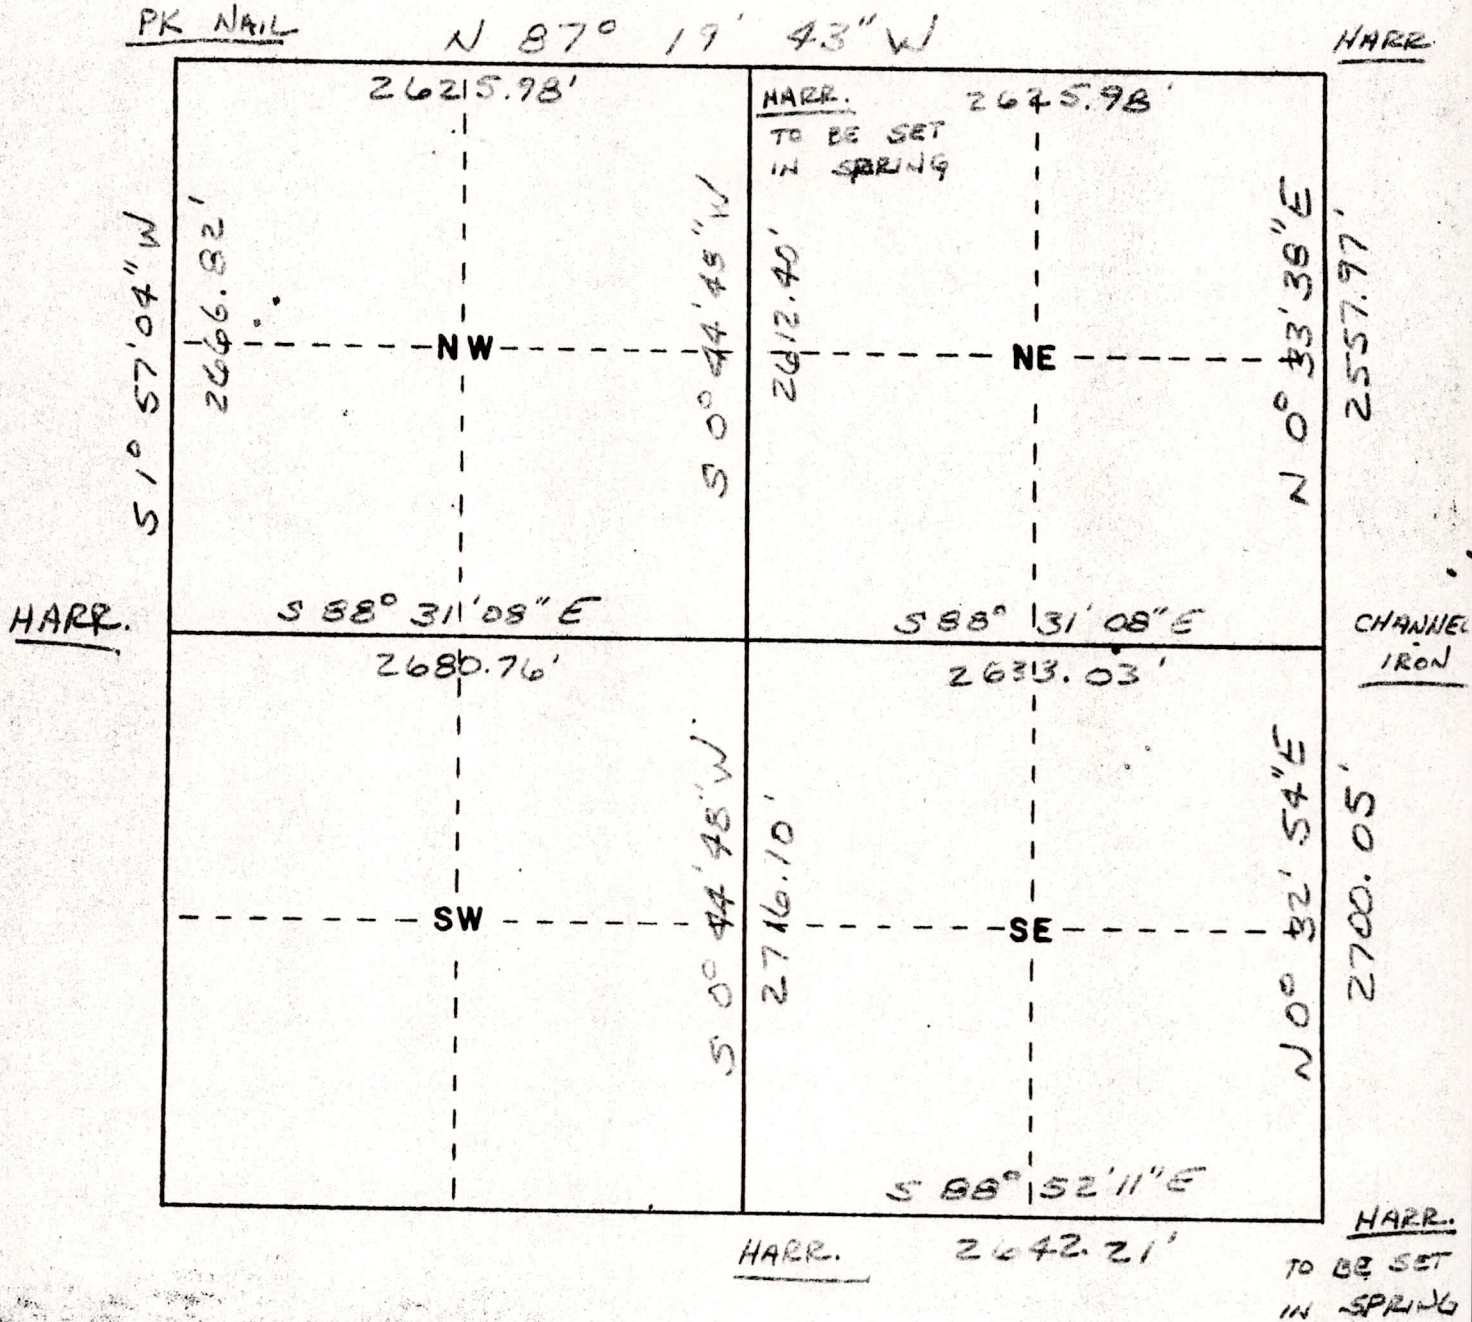 PK NAIL
N 87° 19' 43" W
HARR
2625.98'
HARR.
TO BE SET
IN SPRING
2625.98'
S 1° 57' 04" W
2666.82'
NW
S 0° 44' 48" W
2612.40'
NE
N 0° 33' 38" E
2557.97'
HARR.
S 88° 31' 08" E
S 88° 31' 08" E
CHANNEL
IRON
2680.76'
2633.03'
SW
S 0° 44' 48" W
2716.10'
SE
N 0° 32' 54" E
2700.05'
S 88° 52' 11" E
HARR.
2642.21'
HARR.
TO BE SET
IN SPRING